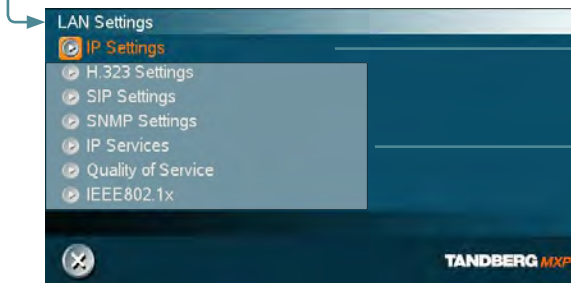 LAN Settings
IP Settings
H.323 Settings
SIP Settings
SNMP Settings
IP Services
Quality of Service
IEEE802.1x
TANDBERG MXP